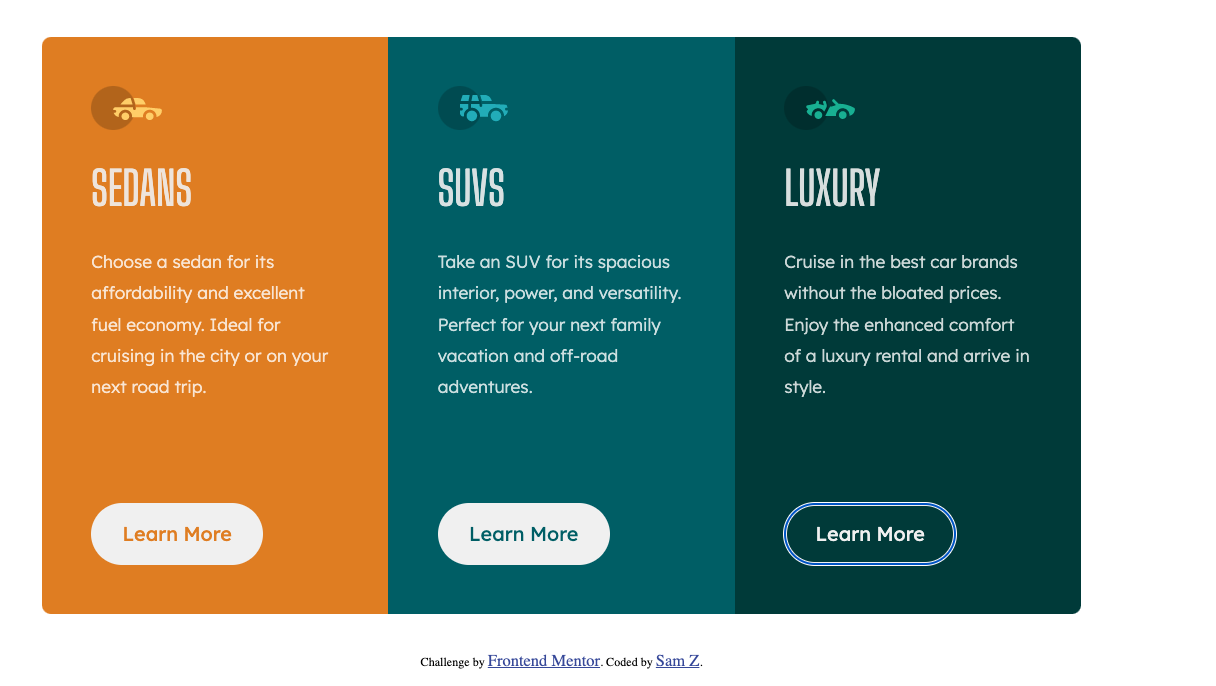 SEDANS
Choose a sedan for its
affordability and excellent
fuel economy. Ideal for
cruising in the city or on your
next road trip.
Learn More
SUVS
Take an SUV for its spacious
interior, power, and versatility.
Perfect for your next family
vacation and off-road
adventures.
Learn More
LUXURY
Cruise in the best car brands
without the bloated prices.
Enjoy the enhanced comfort
of a luxury rental and arrive in
style.
Learn More
Challenge by Frontend Mentor. Coded by Sam Z.